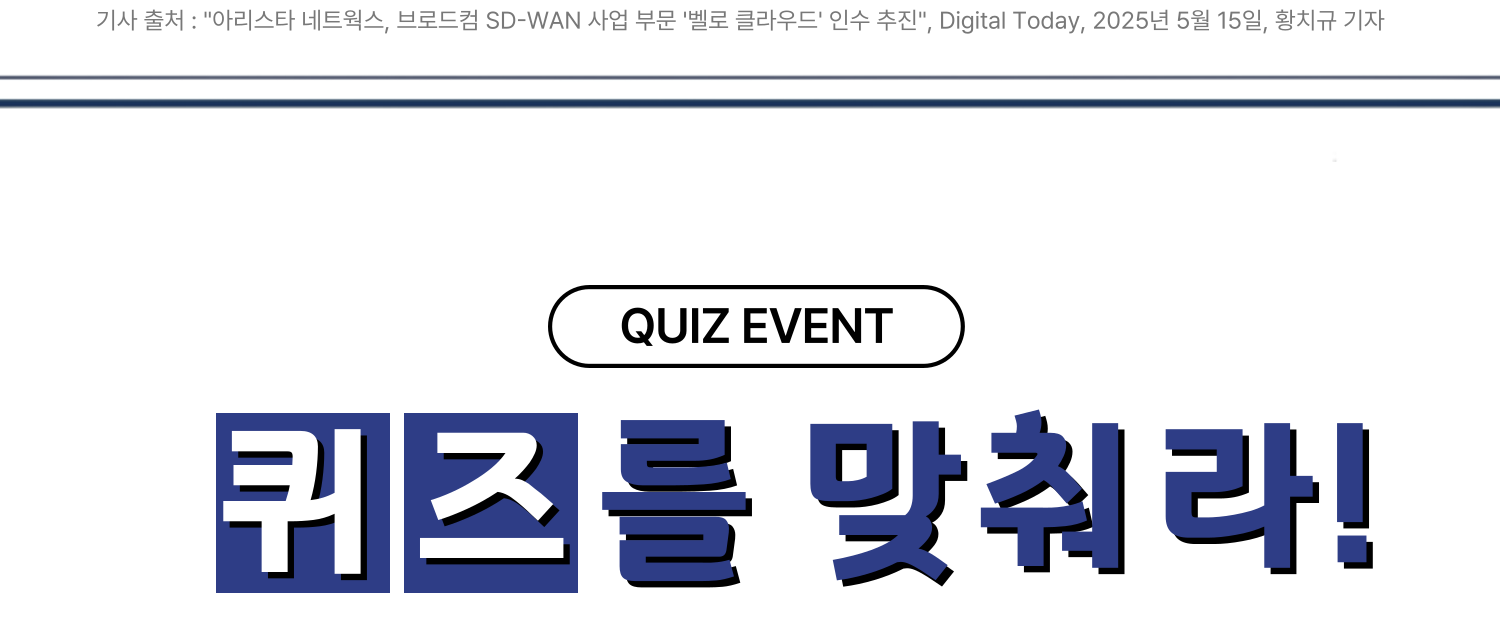 기사 출처 : "아리스타 네트웍스, 브로드컴 SD-WAN 사업 부문 '벨로 클라우드' 인수 추진", Digital Today, 2025년 5월 15일, 황치규 기자
QUIZ EVENT
퀴즈를 맞춰라!